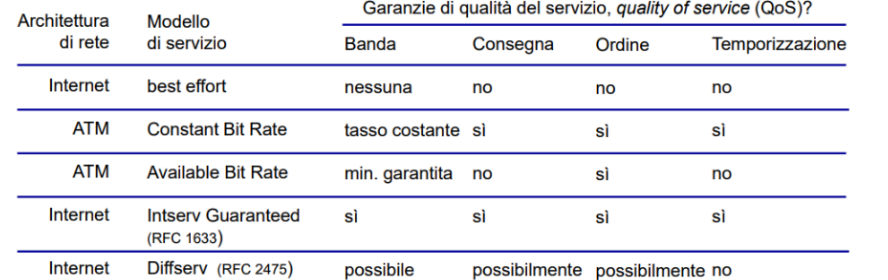 Garanzie di qualità del servizio, quality of service (QoS)?
Architettura di rete Modello di servizio Banda Consegna Ordine Temporizzazione
Internet best effort nessuna no no no
ATM Constant Bit Rate tasso costante sì sì sì
ATM Available Bit Rate min. garantita no sì no
Internet Intserv Guaranteed sì sì sì sì
(RFC 1633)
Internet Diffserv (RFC 2475) possibile possibilmente possibilmente no